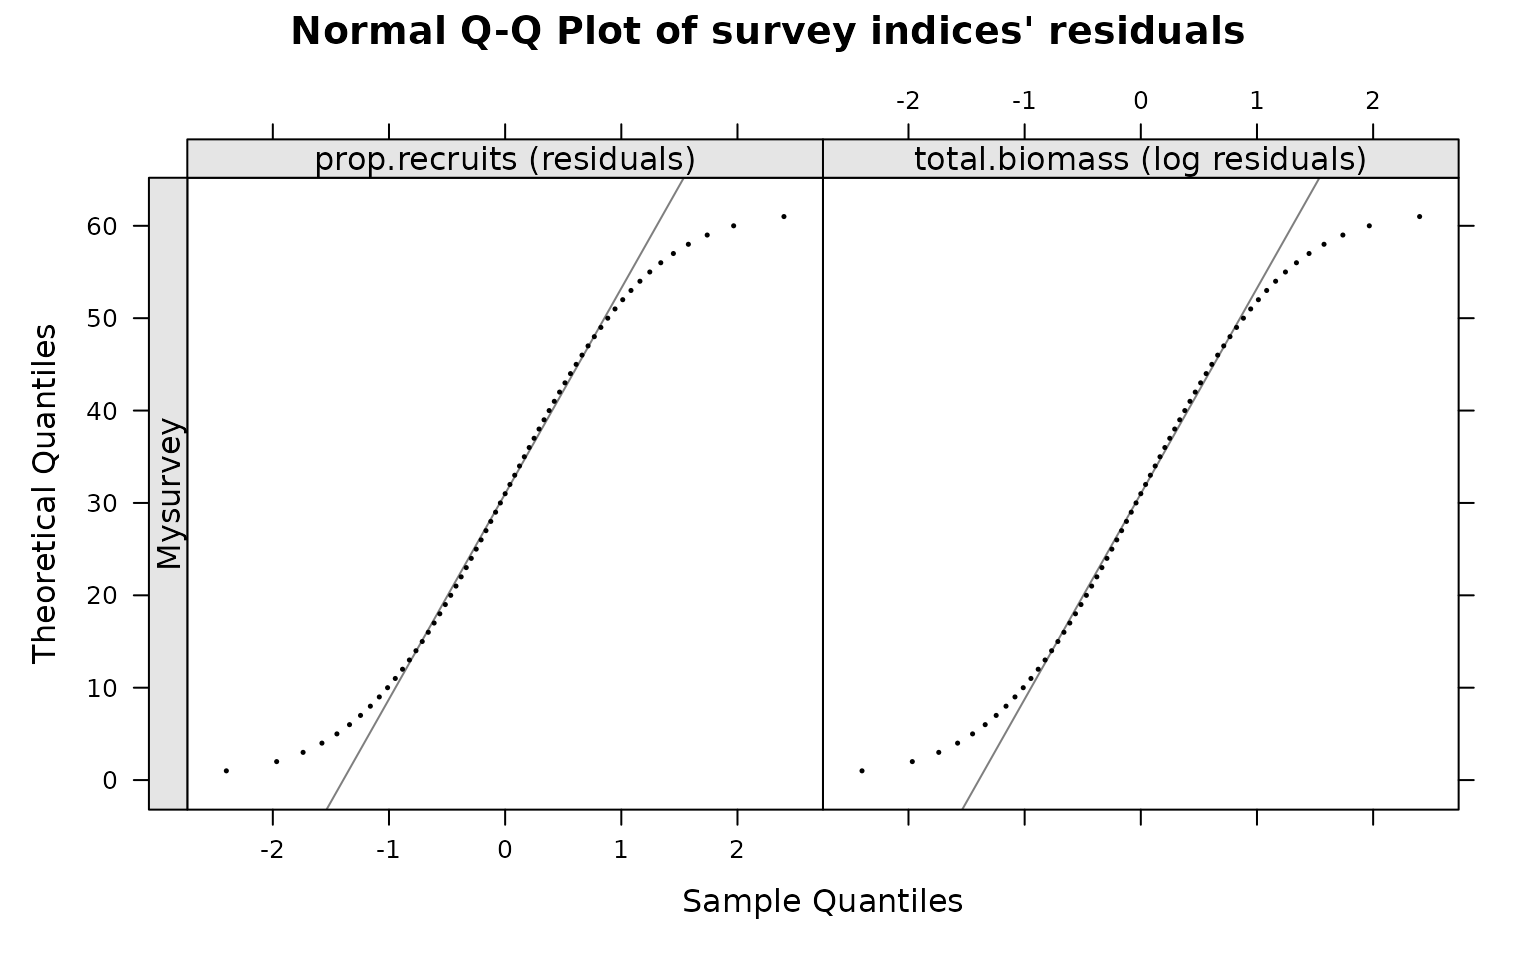 Normal Q-Q Plot of survey indices' residuals
-2 -1 0 1 2
prop.recruits (residuals) total.biomass (log residuals)
60
50
40
30
20
10
0
Theoretical Quantiles
Mysurvey
-2 -1 0 1 2
Sample Quantiles